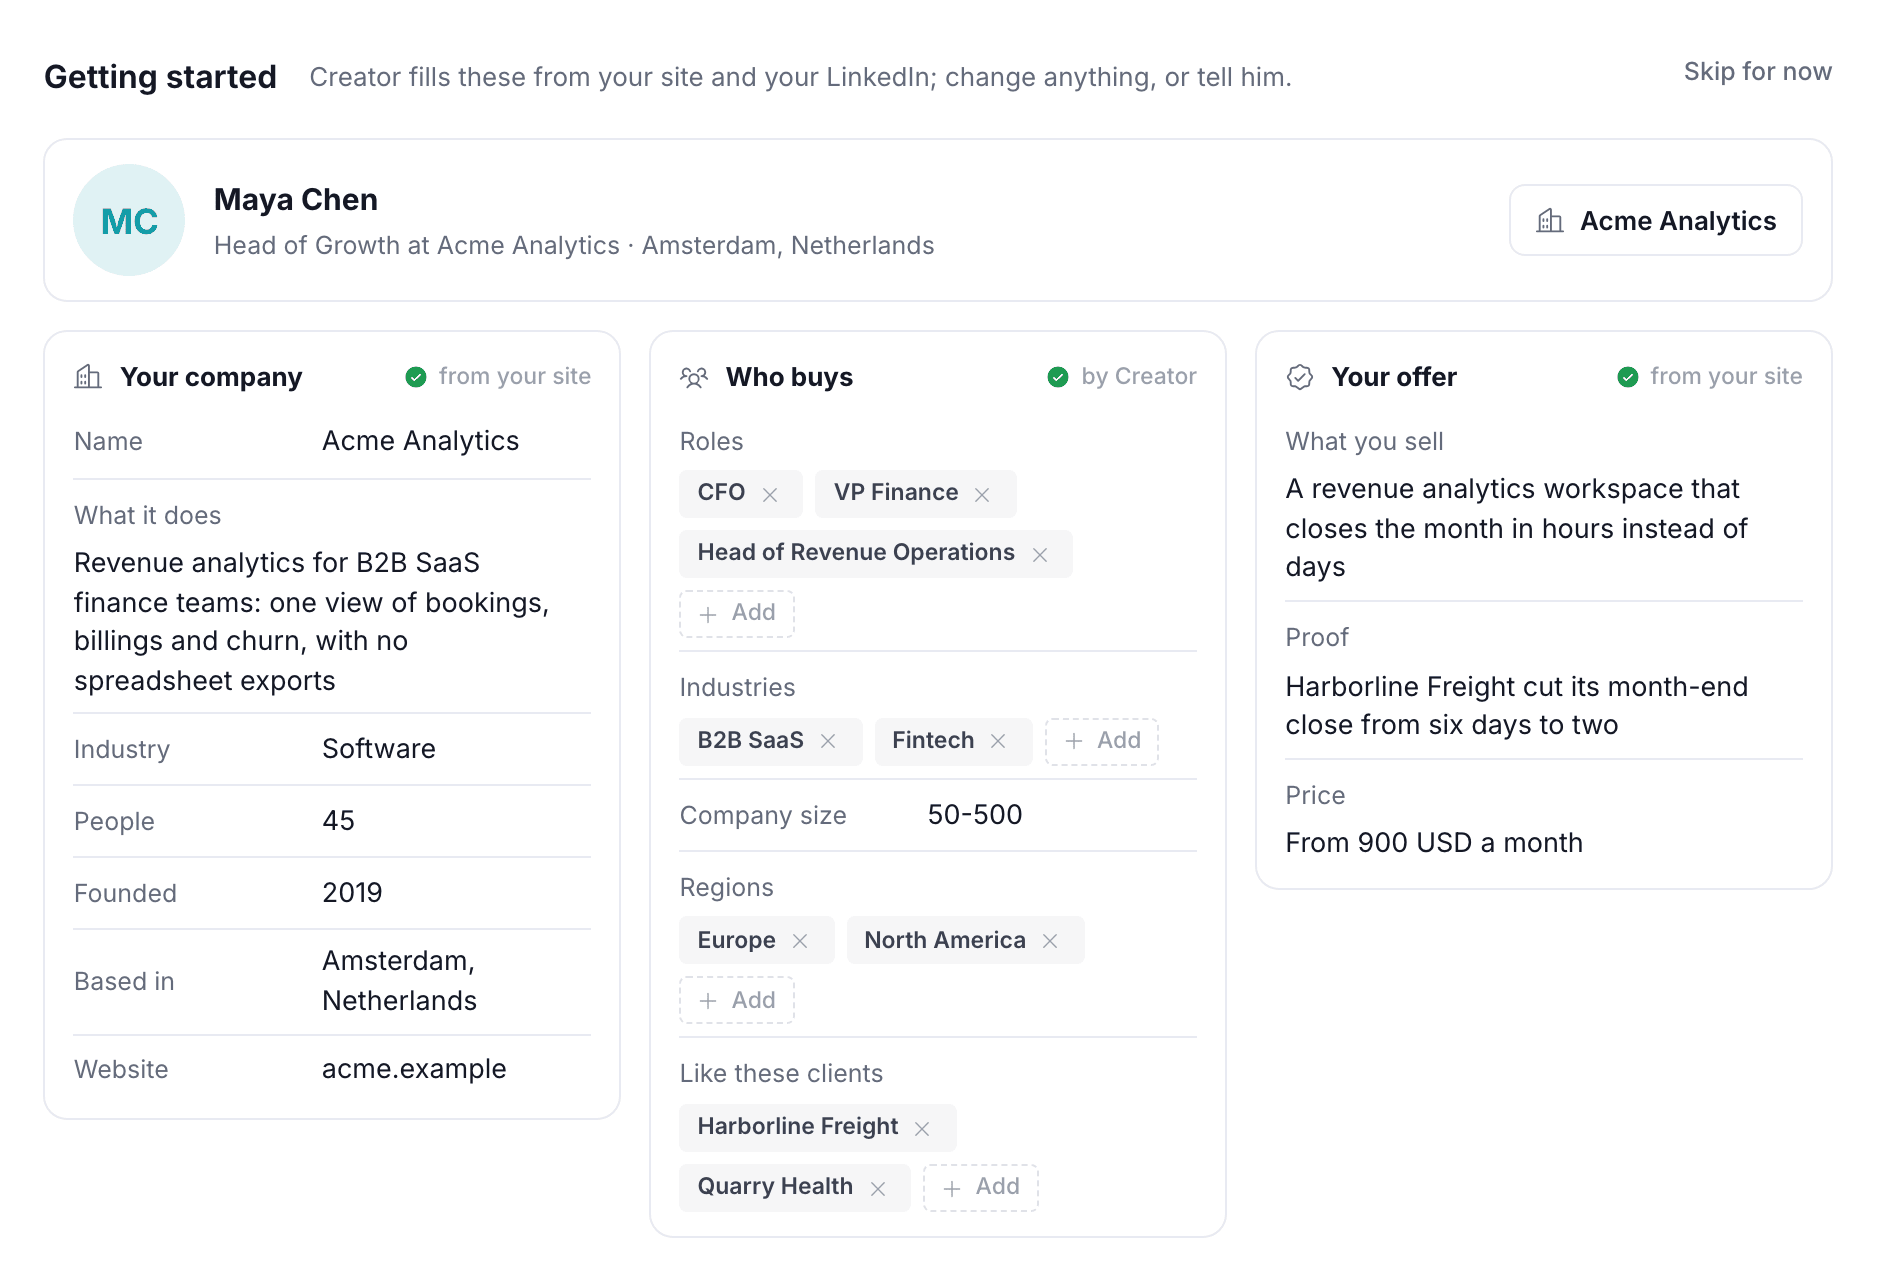 Getting started
Creator fills these from your site and your LinkedIn; change anything, or tell him.
Skip for now
MC
Maya Chen
Head of Growth at Acme Analytics · Amsterdam, Netherlands
Acme Analytics
Your company
from your site
Name
Acme Analytics
What it does
Revenue analytics for B2B SaaS
finance teams: one view of bookings,
billings and churn, with no
spreadsheet exports
Industry
Software
People
45
Founded
2019
Based in
Amsterdam,
Netherlands
Website
acme.example
Who buys
by Creator
Roles
CFO
VP Finance
Head of Revenue Operations
Add
Industries
B2B SaaS
Fintech
Add
Company size
50-500
Regions
Europe
North America
Add
Like these clients
Harborline Freight
Quarry Health
Add
Your offer
from your site
What you sell
A revenue analytics workspace that
closes the month in hours instead of
days
Proof
Harborline Freight cut its month-end
close from six days to two
Price
From 900 USD a month